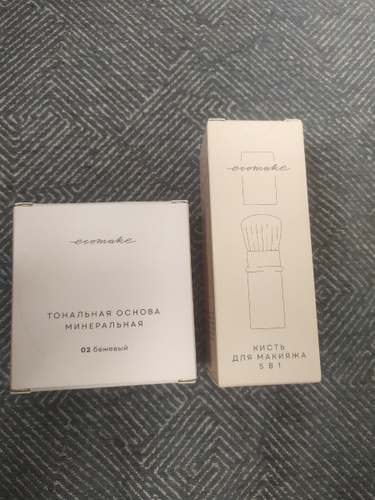 ecomake
ТОНАЛЬНАЯ ОСНОВА
МИНЕРАЛЬНАЯ
02 бежевый
ecomake
КИСТЬ
ДЛЯ МАКИЯЖА
5 В 1